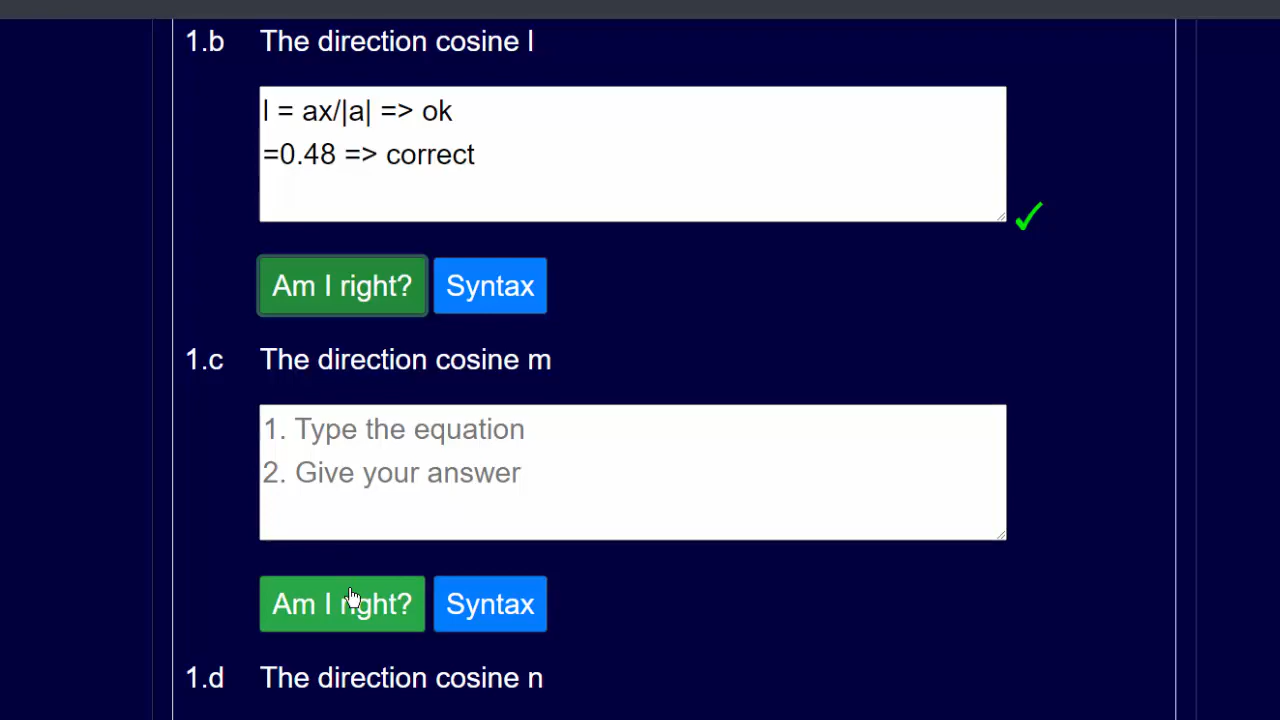 1.b The direction cosine l
l = ax/|a| => ok
=0.48 => correct
Am I right? Syntax
1.c The direction cosine m
1. Type the equation
2. Give your answer
Am I right? Syntax
1.d The direction cosine n